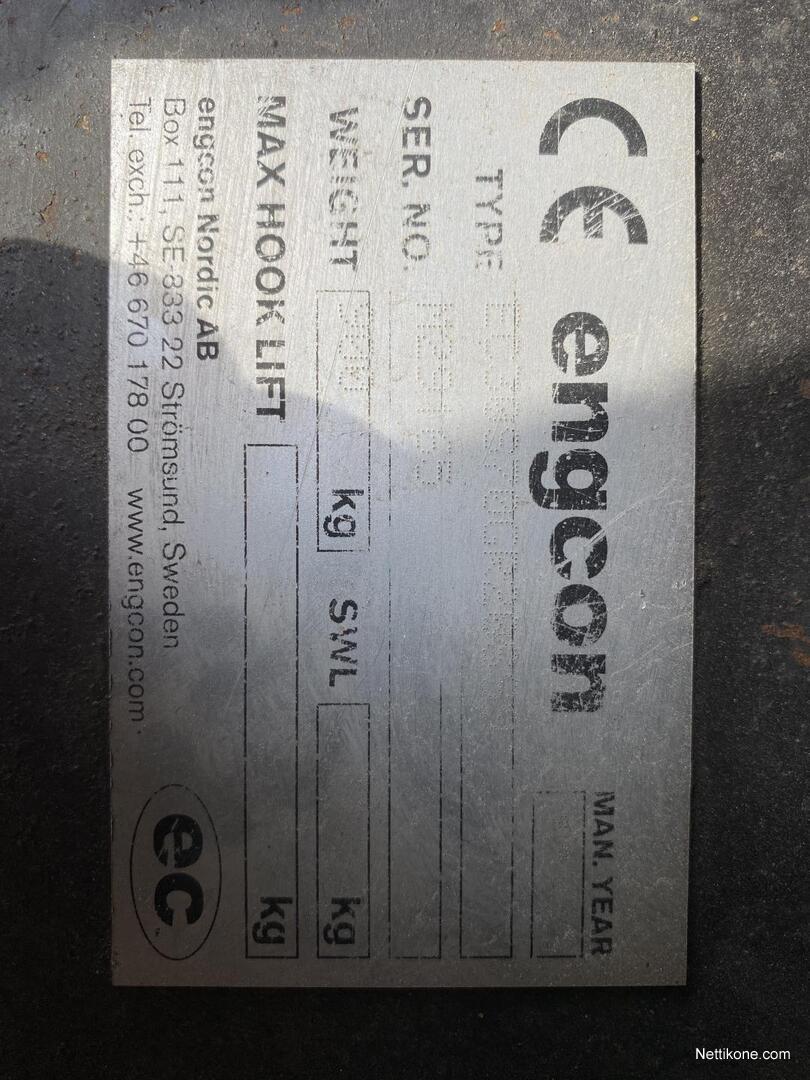 CE engcon
MAN. YEAR
TYPE
SER. NO.
WEIGHT kg SWL kg
MAX HOOK LIFT kg
engcon Nordic AB
Box 111, SE-833 22 Strömsund, Sweden
Tel. exch.: +46 670 178 00 www.engcon.com
ec
Nettikone.com